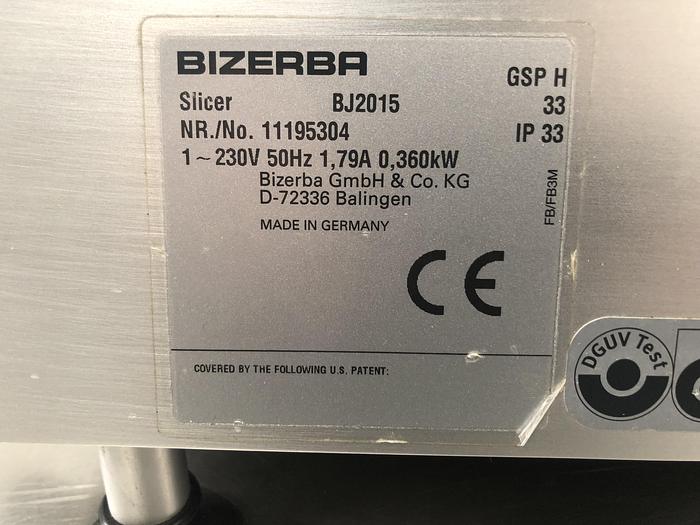 BIZERBA
GSP H
Slicer BJ2015 33
NR./No. 11195304 IP 33
1~230V 50Hz 1,79A 0,360kW
Bizerba GmbH & Co. KG
D-72336 Balingen
MADE IN GERMANY
FB/FB3M
CE
COVERED BY THE FOLLOWING U.S. PATENT:
DGUV Test